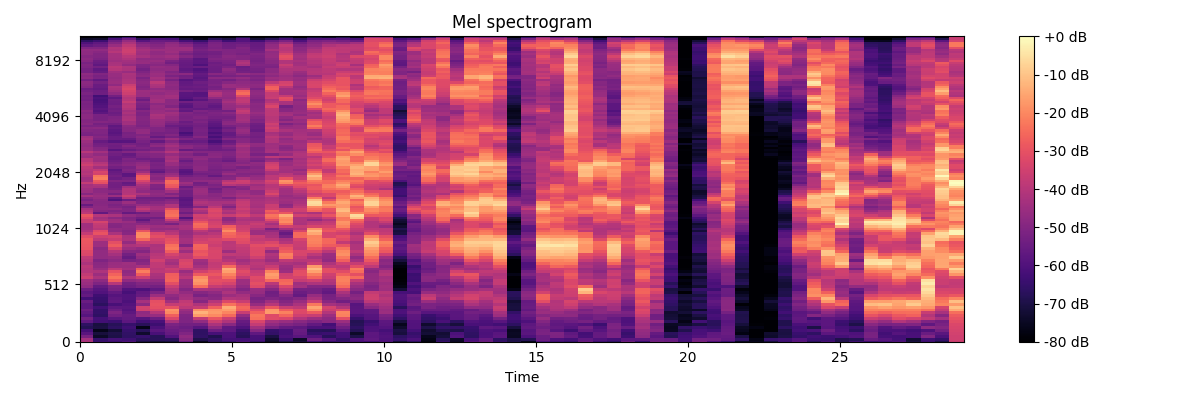 Mel spectrogram
8192
4096
2048
1024
512
0
Hz
0 5 10 15 20 25
Time
+0 dB
-10 dB
-20 dB
-30 dB
-40 dB
-50 dB
-60 dB
-70 dB
-80 dB